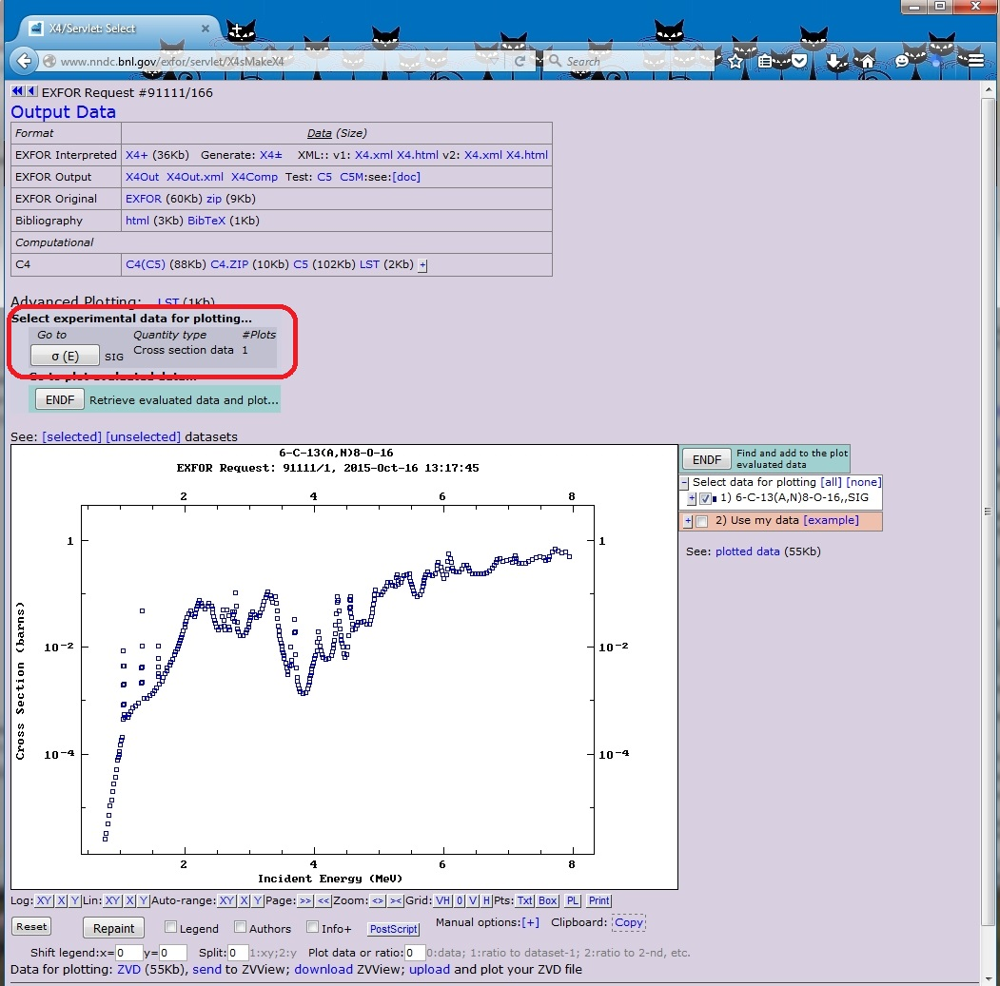 X4/Servlet: Select
www.nndc.bnl.gov/exfor/servlet/X4sMakeX4
Search
EXFOR Request #91111/166
Output Data
Format Data (Size)
EXFOR Interpreted X4+ (36Kb) Generate: X4± XML:: v1: X4.xml X4.html v2: X4.xml X4.html
EXFOR Output X4Out X4Out.xml X4Comp Test: C5 C5M:see:[doc]
EXFOR Original EXFOR (60Kb) zip (9Kb)
Bibliography html (3Kb) BibTeX (1Kb)
Computational
C4 C4(C5) (88Kb) C4.ZIP (10Kb) C5 (102Kb) LST (2Kb) +
Advanced Plotting: LST (1Kb)
Select experimental data for plotting...
Go to Quantity type #Plots
σ (E) SIG Cross section data 1
Go to plot evaluated data...
ENDF Retrieve evaluated data and plot...
See: [selected] [unselected] datasets
6-C-13(A,N)8-O-16
EXFOR Request: 91111/1, 2015-Oct-16 13:17:45
2 4 6 8
1 1
10-2 10-2
10-4 10-4
Cross Section (barns)
2 4 6 8
Incident Energy (MeV)
ENDF Find and add to the plot
evaluated data
Select data for plotting [all] [none]
+ 1) 6-C-13(A,N)8-O-16,,SIG
+ 2) Use my data [example]
See: plotted data (55Kb)
Log: XY X Y Lin: XY X Y Auto-range: XY X Y Page: >> << Zoom: <> >< Grid: VH 0 V H Pts: Txt Box PL Print
Reset Repaint Legend Authors Info+ PostScript Manual options:[+] Clipboard: Copy
Shift legend:x= 0 y= 0 Split: 0 1:xy;2:y Plot data or ratio: 0 0:data; 1:ratio to dataset-1; 2:ratio to 2-nd, etc.
Data for plotting: ZVD (55Kb), send to ZVView; download ZVView; upload and plot your ZVD file